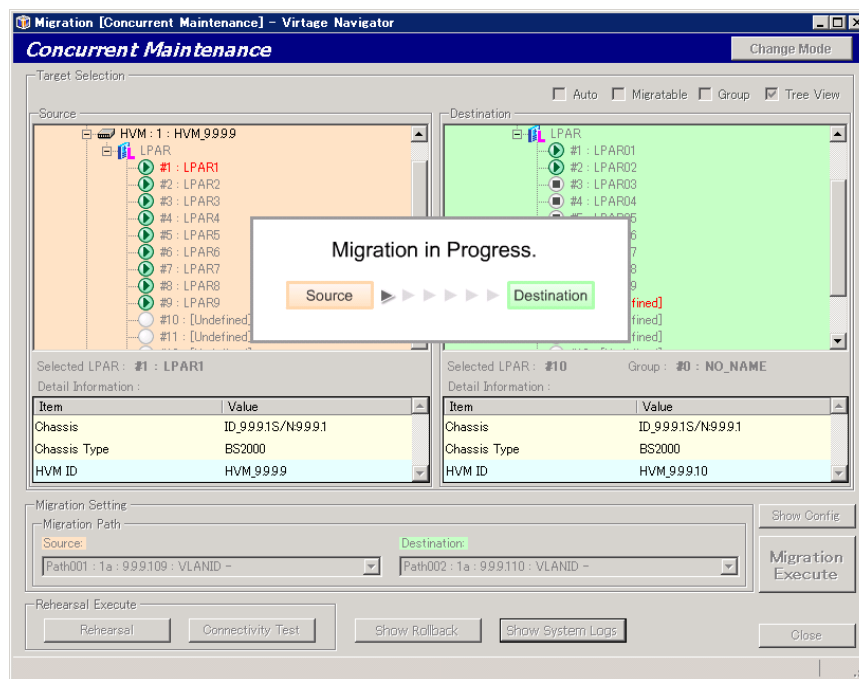 Migration [Concurrent Maintenance] - Virtage Navigator
Concurrent Maintenance
Change Mode
Target Selection
Auto Migratable Group Tree View
Source
HVM : 1 : HVM_9.9.9.9
LPAR
#1 : LPAR1
#2 : LPAR2
#3 : LPAR3
#4 : LPAR4
#5 : LPAR5
#6 : LPAR6
#7 : LPAR7
#8 : LPAR8
#9 : LPAR9
#10 : [Undefined]
#11 : [Undefined]
Destination
LPAR
#1 : LPAR01
#2 : LPAR02
#3 : LPAR03
#4 : LPAR04
Migration in Progress.
Source Destination
Selected LPAR : #1 : LPAR1
Detail Information :
Item Value
Chassis ID_9.9.9.1S/N:9.9.9.1
Chassis Type BS2000
HVM ID HVM_9.9.9.9
Selected LPAR : #10 Group : #0 : NO_NAME
Detail Information :
Item Value
Chassis ID_9.9.9.1S/N:9.9.9.1
Chassis Type BS2000
HVM ID HVM_9.9.9.10
Migration Setting
Migration Path
Source:
Path001 : 1a : 9.9.9.109 : VLANID -
Destination:
Path002 : 1a : 9.9.9.110 : VLANID -
Show Config
Migration
Execute
Rehearsal Execute
Rehearsal Connectivity Test Show Rollback Show System Logs Close